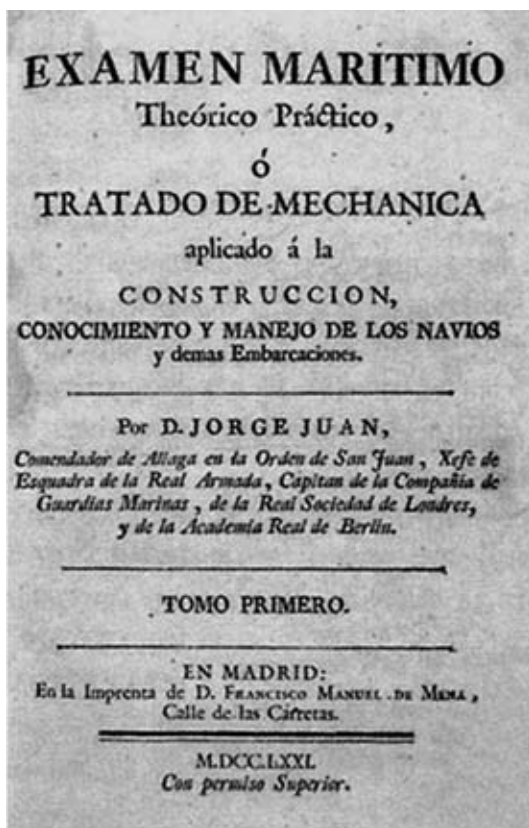 EXAMEN MARITIMO
Theórico Práctico,
ó
TRATADO DE MECHANICA
aplicado á la
CONSTRUCCION,
CONOCIMIENTO Y MANEJO DE LOS NAVIOS
y demas Embarcaciones.
Por D. JORGE JUAN,
Comendador de Aliaga en la Orden de San Juan, Xefe de
Esquadra de la Real Armada, Capitan de la Compañia de
Guardias Marinas, de la Real Sociedad de Londres,
y de la Academia Real de Berlin.
TOMO PRIMERO.
EN MADRID:
En la Imprenta de D. FRANCISCO MANUEL DE MENA,
Calle de las Carretas.
M.DCC.LXXI.
Con permiso Superior.